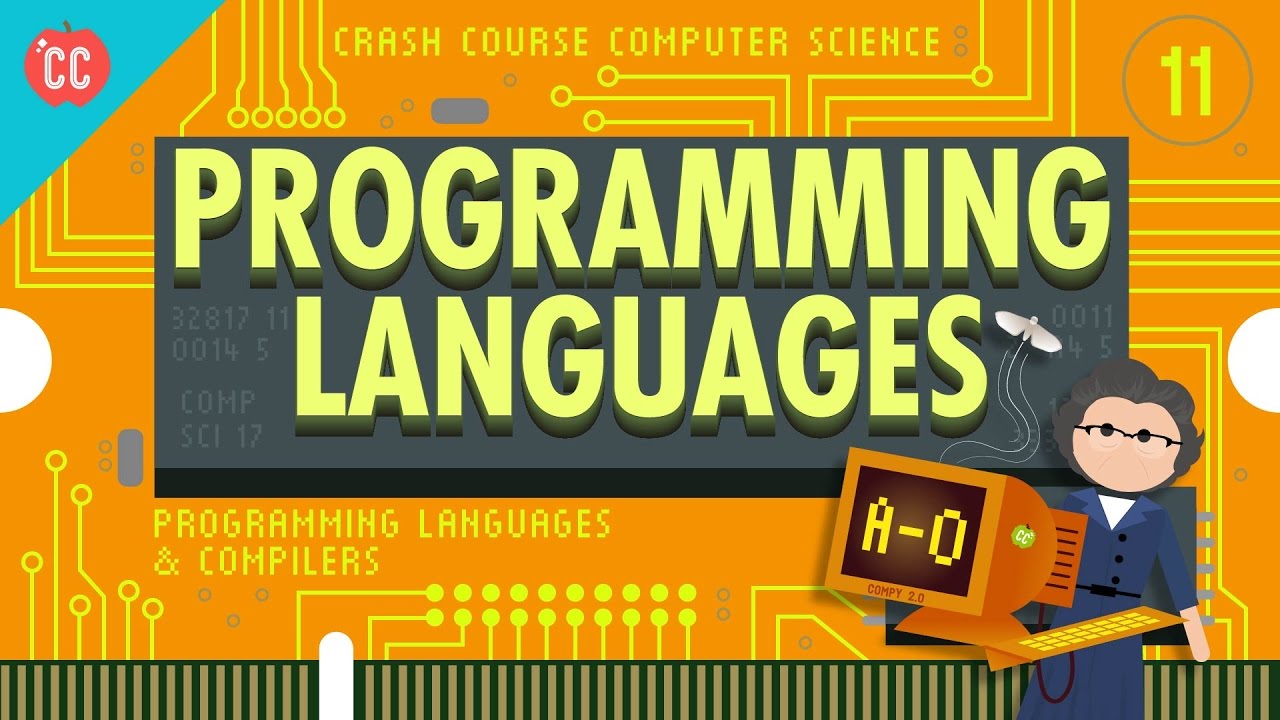 CC
CRASH COURSE COMPUTER SCIENCE
11
PROGRAMMING
LANGUAGES
32817 11
0014 5
0011
COMP
SCI 17
PROGRAMMING LANGUAGES
& COMPILERS
A-0
CC
COMPY 2.0